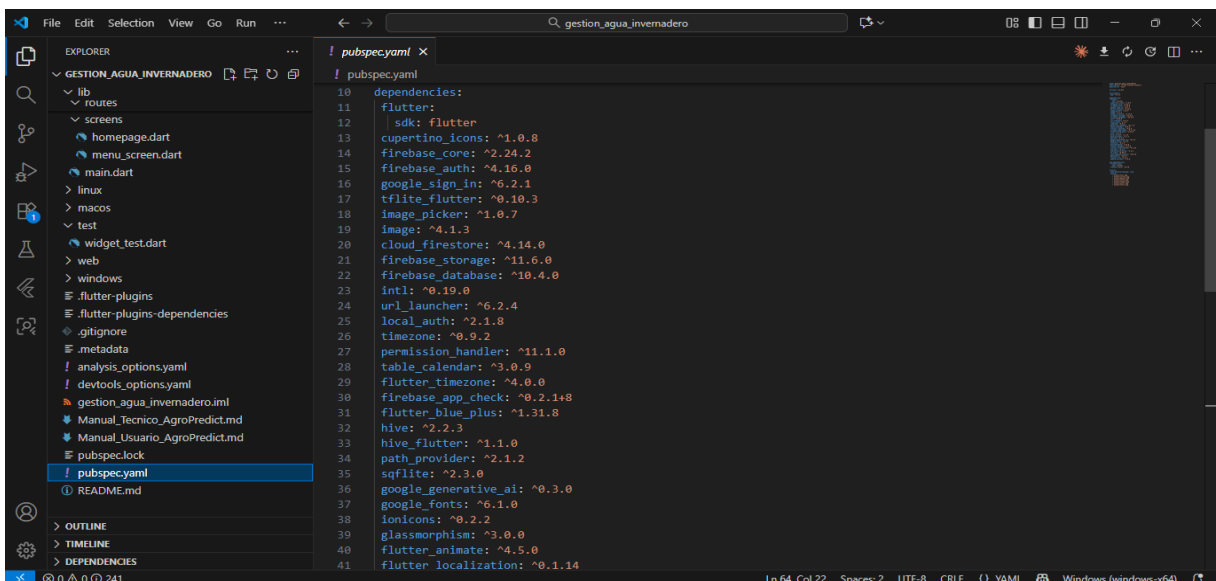 File Edit Selection View Go Run ···
gestion_agua_invernadero
EXPLORER
GESTION_AGUA_INVERNADERO
lib
routes
screens
homepage.dart
menu_screen.dart
main.dart
linux
macos
test
widget_test.dart
web
windows
.flutter-plugins
.flutter-plugins-dependencies
.gitignore
.metadata
analysis_options.yaml
devtools_options.yaml
gestion_agua_invernadero.iml
Manual_Tecnico_AgroPredict.md
Manual_Usuario_AgroPredict.md
pubspec.lock
pubspec.yaml
README.md
OUTLINE
TIMELINE
DEPENDENCIES
1
pubspec.yaml
pubspec.yaml
10 dependencies:
11 flutter:
12 sdk: flutter
13 cupertino_icons: ^1.0.8
14 firebase_core: ^2.24.2
15 firebase_auth: ^4.16.0
16 google_sign_in: ^6.2.1
17 tflite_flutter: ^0.10.3
18 image_picker: ^1.0.7
19 image: ^4.1.3
20 cloud_firestore: ^4.14.0
21 firebase_storage: ^11.6.0
22 firebase_database: ^10.4.0
23 intl: ^0.19.0
24 url_launcher: ^6.2.4
25 local_auth: ^2.1.8
26 timezone: ^0.9.2
27 permission_handler: ^11.1.0
28 table_calendar: ^3.0.9
29 flutter_timezone: ^4.0.0
30 firebase_app_check: ^0.2.1+8
31 flutter_blue_plus: ^1.31.8
32 hive: ^2.2.3
33 hive_flutter: ^1.1.0
34 path_provider: ^2.1.2
35 sqflite: ^2.3.0
36 google_generative_ai: ^0.3.0
37 google_fonts: ^6.1.0
38 ionicons: ^0.2.2
39 glassmorphism: ^3.0.0
40 flutter_animate: ^4.5.0
41 flutter_localization: ^0.1.14
0 0 241 Ln 64, Col 22 Spaces: 2 UTF-8 CRLF {} YAML Windows (windows-x64)